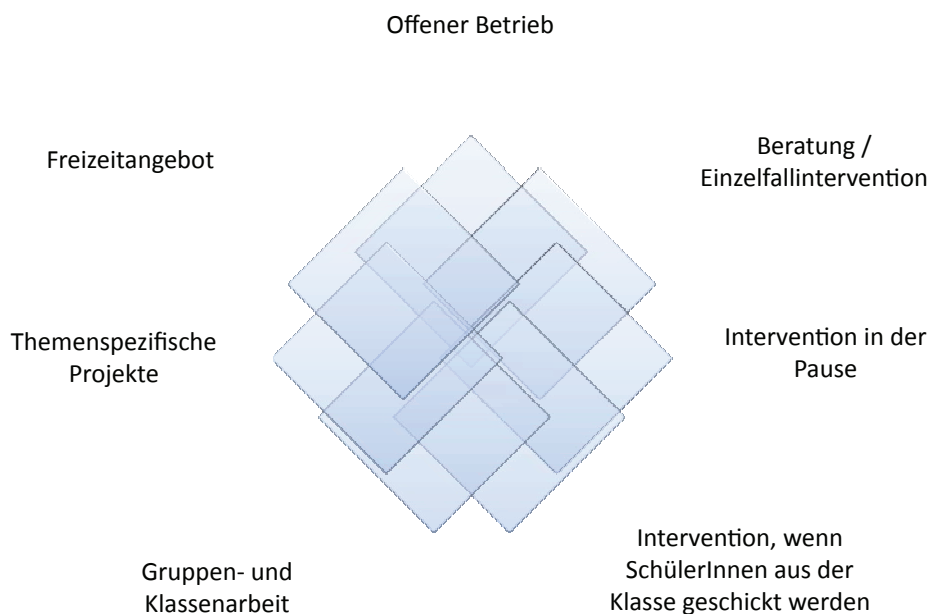 Offener Betrieb
Freizeitangebot
Beratung /
Einzelfallintervention
Themenspezifische
Projekte
Intervention in der
Pause
Gruppen- und
Klassenarbeit
Intervention, wenn
SchülerInnen aus der
Klasse geschickt werden